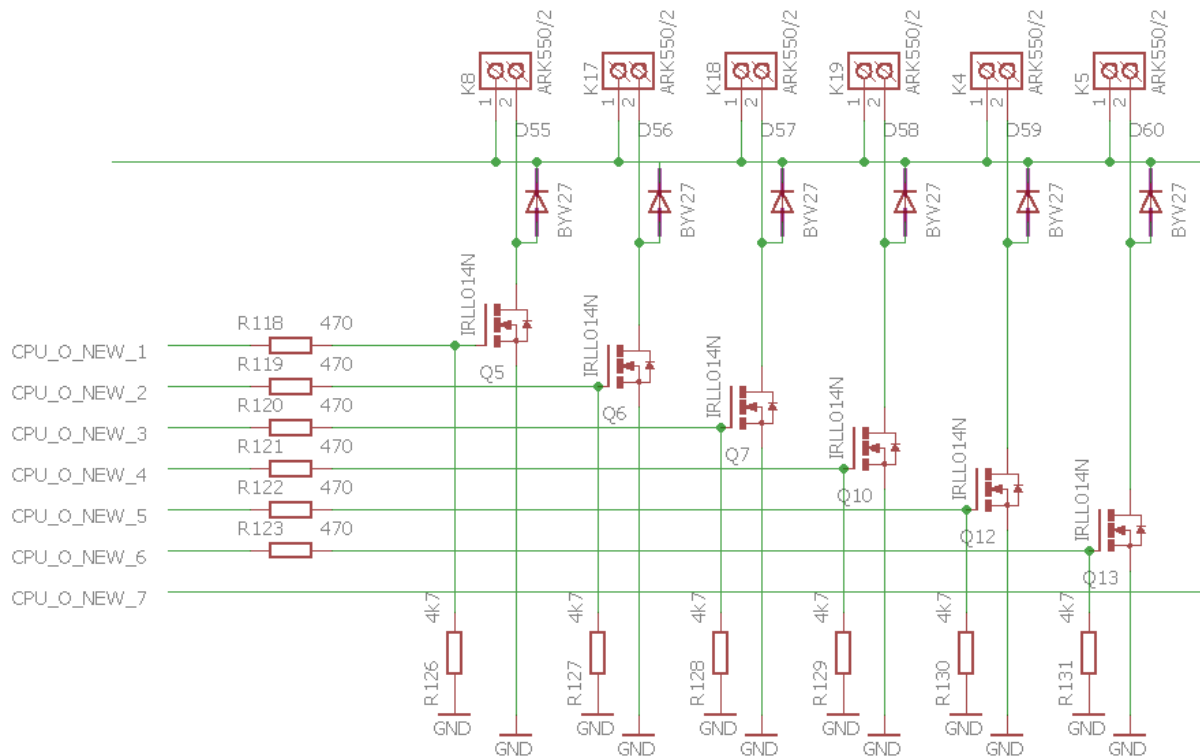 K8 1 2 ARK550/2
K17 1 2 ARK550/2
K18 1 2 ARK550/2
K19 1 2 ARK550/2
K4 1 2 ARK550/2
K5 1 2 ARK550/2
D55 D56 D57 D58 D59 D60
BYV27 BYV27 BYV27 BYV27 BYV27 BYV27
IRLL014N Q5
IRLL014N Q6
IRLL014N Q7
IRLL014N Q10
IRLL014N Q12
IRLL014N Q13
R118 470
CPU_O_NEW_1
R119 470
CPU_O_NEW_2
R120 470
CPU_O_NEW_3
R121 470
CPU_O_NEW_4
R122 470
CPU_O_NEW_5
R123 470
CPU_O_NEW_6
CPU_O_NEW_7
4k7 4k7 4k7 4k7 4k7 4k7
R126 R127 R128 R129 R130 R131
GND GND GND GND GND GND
GND GND GND GND GND GND